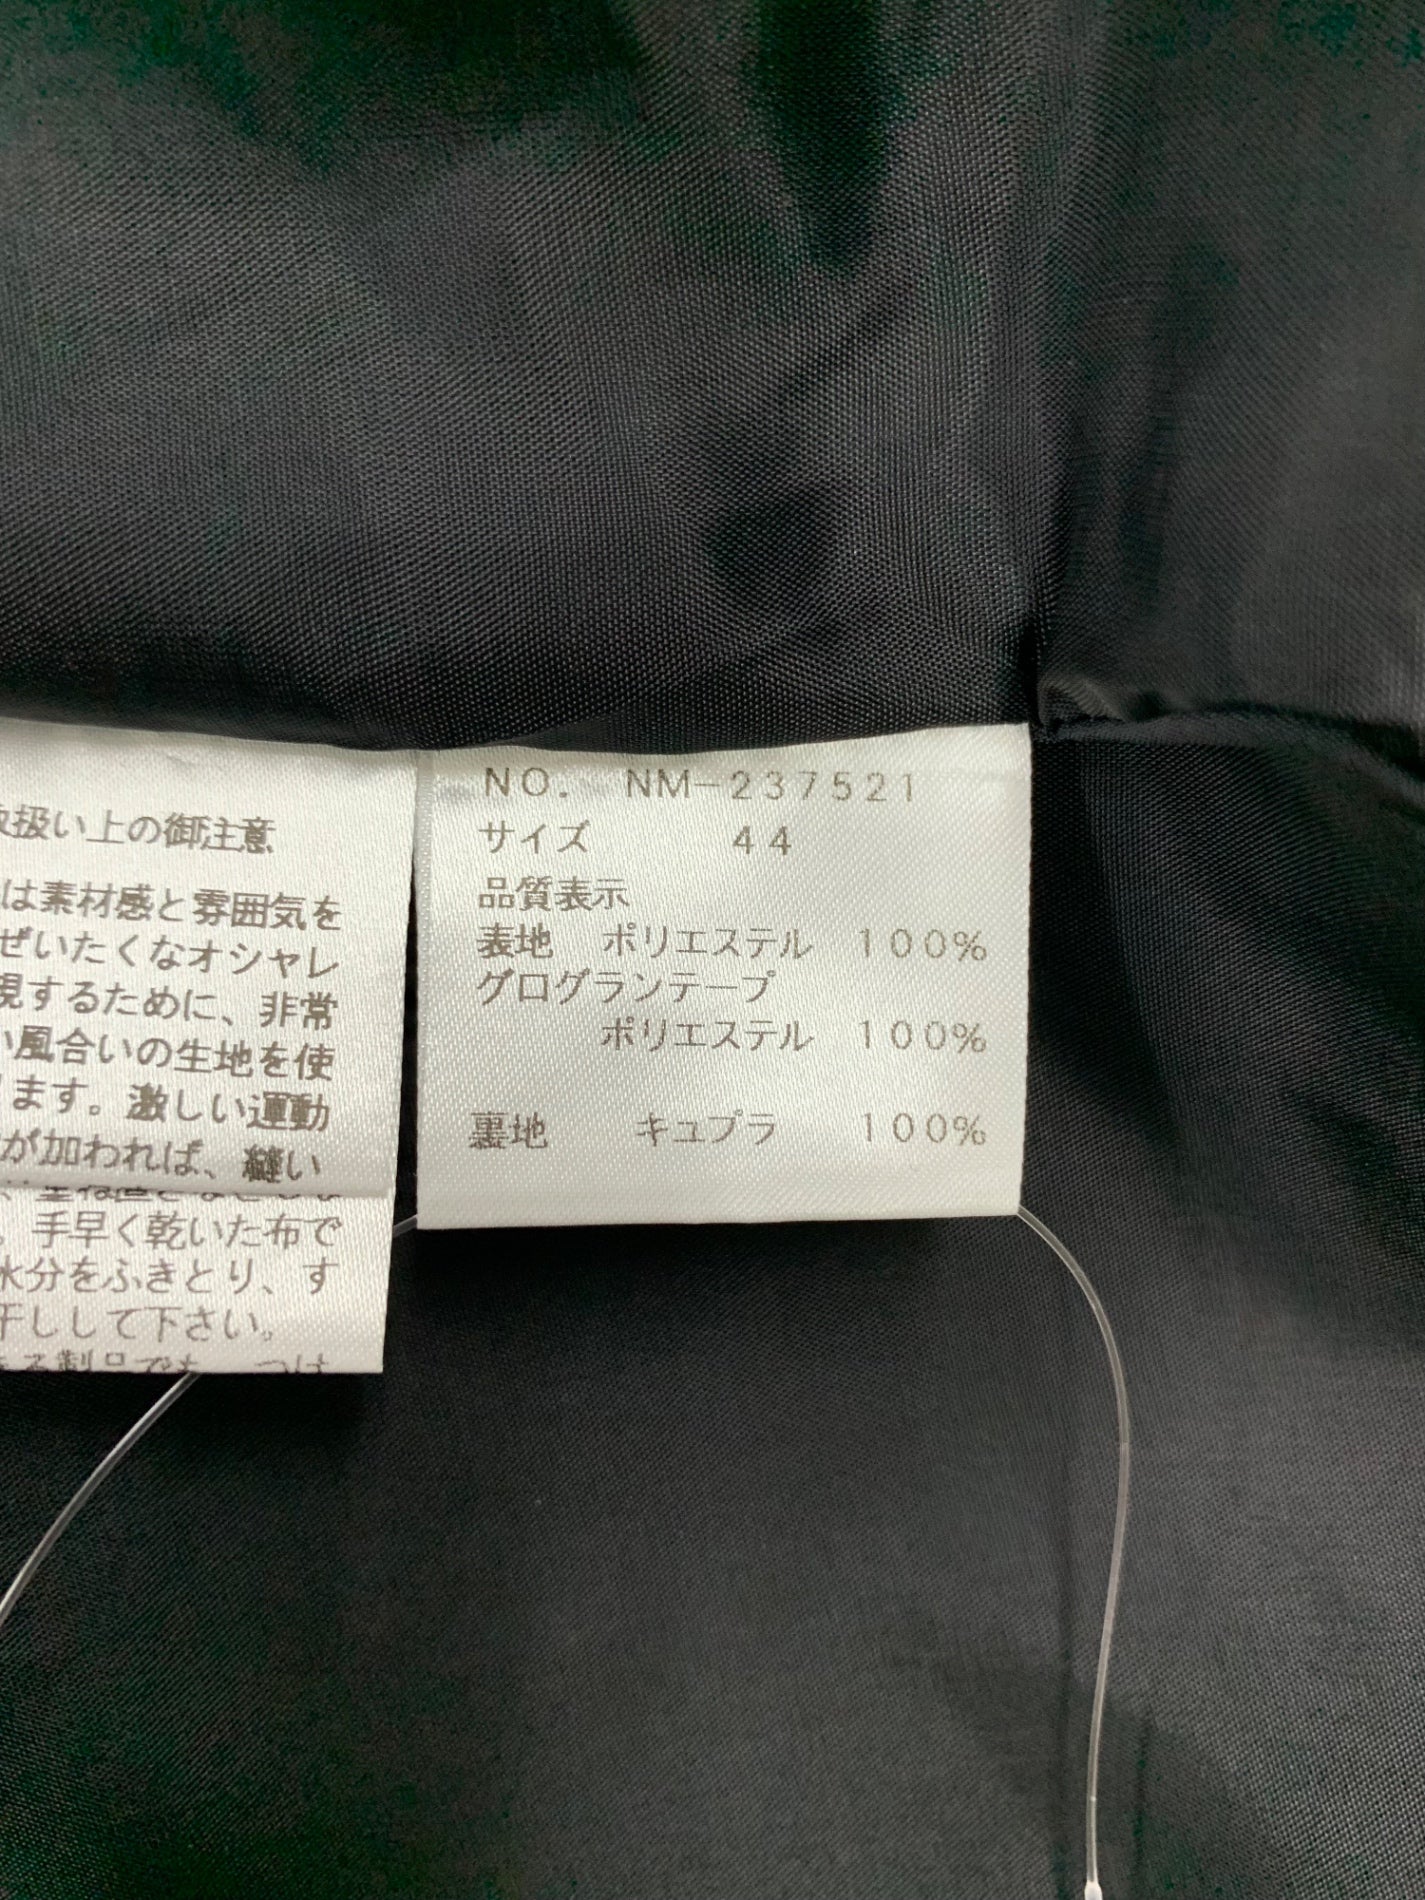 扱い上の御注意
は素材感と雰囲気を
ぜいたくなオシャレ
現するために、非常
い風合いの生地を使
ます。激しい運動
が加われば、縫い
。手早く乾いた布で
水分をふきとり、す
干しして下さい。
NO. NM-237521
サイズ 44
品質表示
表地 ポリエステル 100%
グログランテープ
ポリエステル 100%
裏地 キュプラ 100%